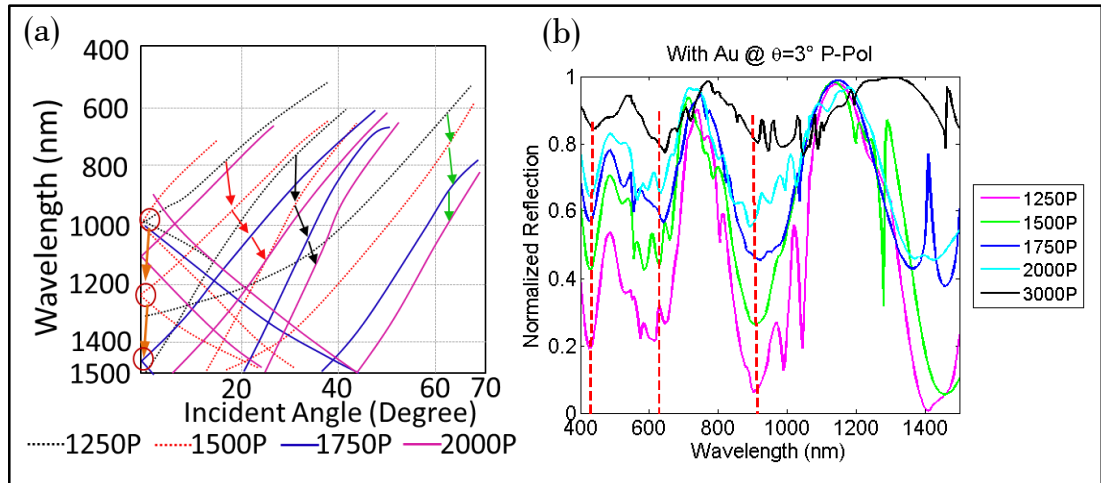 (a)
400
600
800
1000
1200
1400
1500
Wavelength (nm)
0
20
40
60
70
Incident Angle (Degree)
1250P
1500P
1750P
2000P
(b)
With Au @ θ=3° P-Pol
1
0.8
0.6
0.4
0.2
0
Normalized Reflection
400
600
800
1000
1200
1400
Wavelength (nm)
1250P
1500P
1750P
2000P
3000P